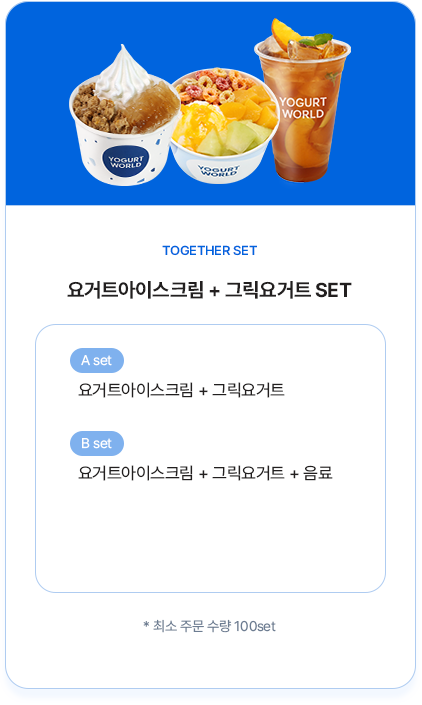 YOGURT
WORLD
YOGURT
WORLD
YOGURT
WORLD
TOGETHER SET
요거트아이스크림 + 그릭요거트 SET
A set
요거트아이스크림 + 그릭요거트
B set
요거트아이스크림 + 그릭요거트 + 음료
* 최소 주문 수량 100set